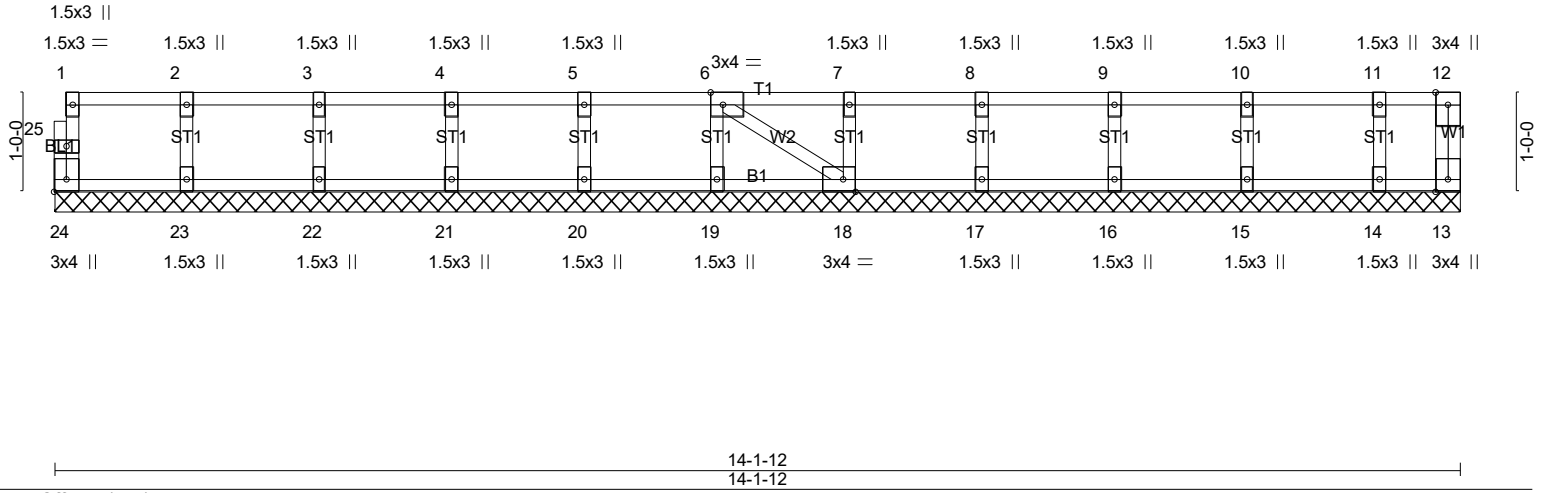 1.5x3 ||
1.5x3 = 1.5x3 || 1.5x3 || 1.5x3 || 1.5x3 || 1.5x3 || 1.5x3 || 1.5x3 || 1.5x3 || 1.5x3 || 3x4 ||
3x4 =
1 2 3 4 5 6 7 8 9 10 11 12
T1
25
1-0-0 BL1 ST1 ST1 ST1 ST1 ST1 W2 ST1 ST1 ST1 ST1 ST1 W1 1-0-0
B1
24 23 22 21 20 19 18 17 16 15 14 13
3x4 || 1.5x3 || 1.5x3 || 1.5x3 || 1.5x3 || 1.5x3 || 3x4 = 1.5x3 || 1.5x3 || 1.5x3 || 1.5x3 || 3x4 ||
14-1-12
14-1-12